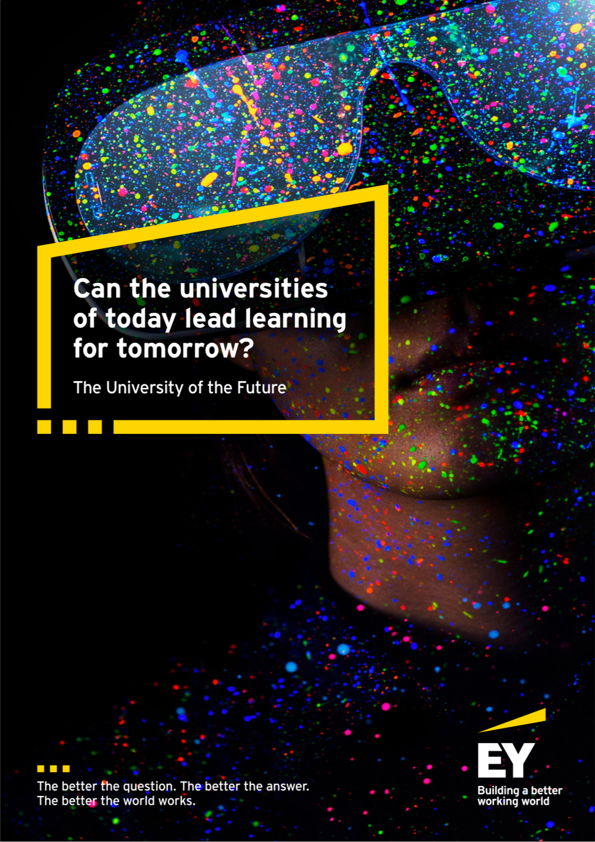 Can the universities
of today lead learning
for tomorrow?
The University of the Future
The better the question. The better the answer.
The better the world works.
EY
Building a better
working world